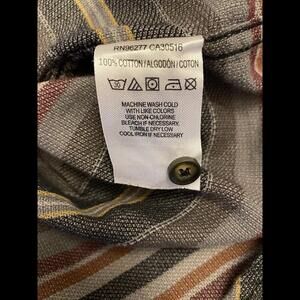 RN96277 CA30516
100% COTTON/ALGODÓN/COTON
30
MACHINE WASH COLD
WITH LIKE COLORS
USE NON-CHLORINE
BLEACH IF NECESSARY.
TUMBLE DRY LOW
COOL IRON IF NECESSARY.